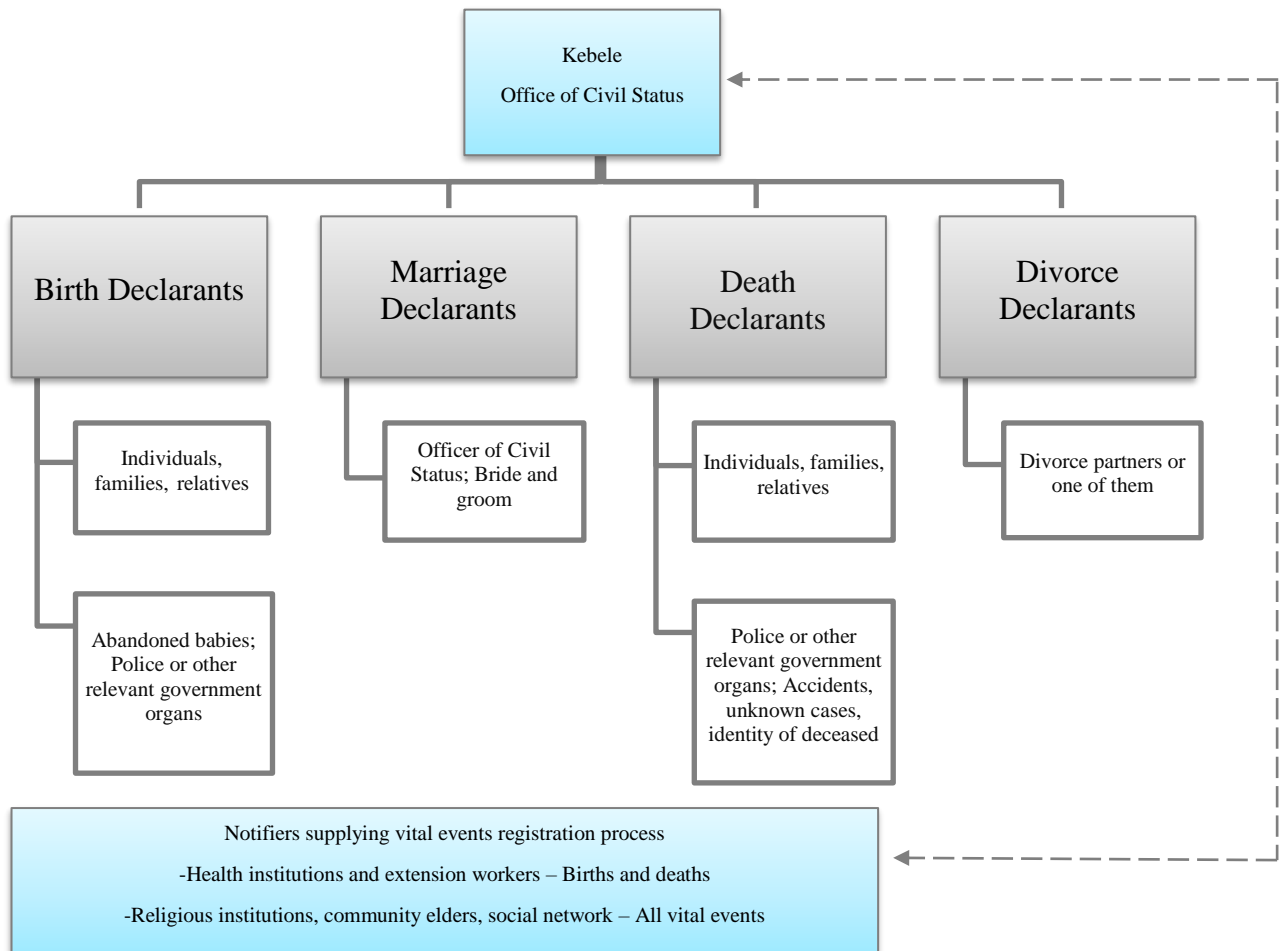 Kebele
Office of Civil Status
Birth Declarants
Marriage
Declarants
Death
Declarants
Divorce
Declarants
Individuals,
families, relatives
Officer of Civil
Status; Bride and
groom
Individuals, families,
relatives
Divorce partners or
one of them
Abandoned babies;
Police or other
relevant government
organs
Police or other
relevant government
organs; Accidents,
unknown cases,
identity of deceased
Notifiers supplying vital events registration process
-Health institutions and extension workers – Births and deaths
-Religious institutions, community elders, social network – All vital events